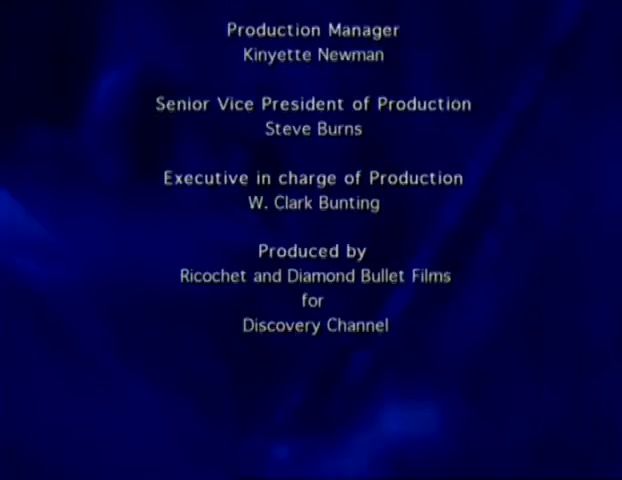 Production Manager
Kinyette Newman
Senior Vice President of Production
Steve Burns
Executive in charge of Production
W. Clark Bunting
Produced by
Ricochet and Diamond Bullet Films
for
Discovery Channel